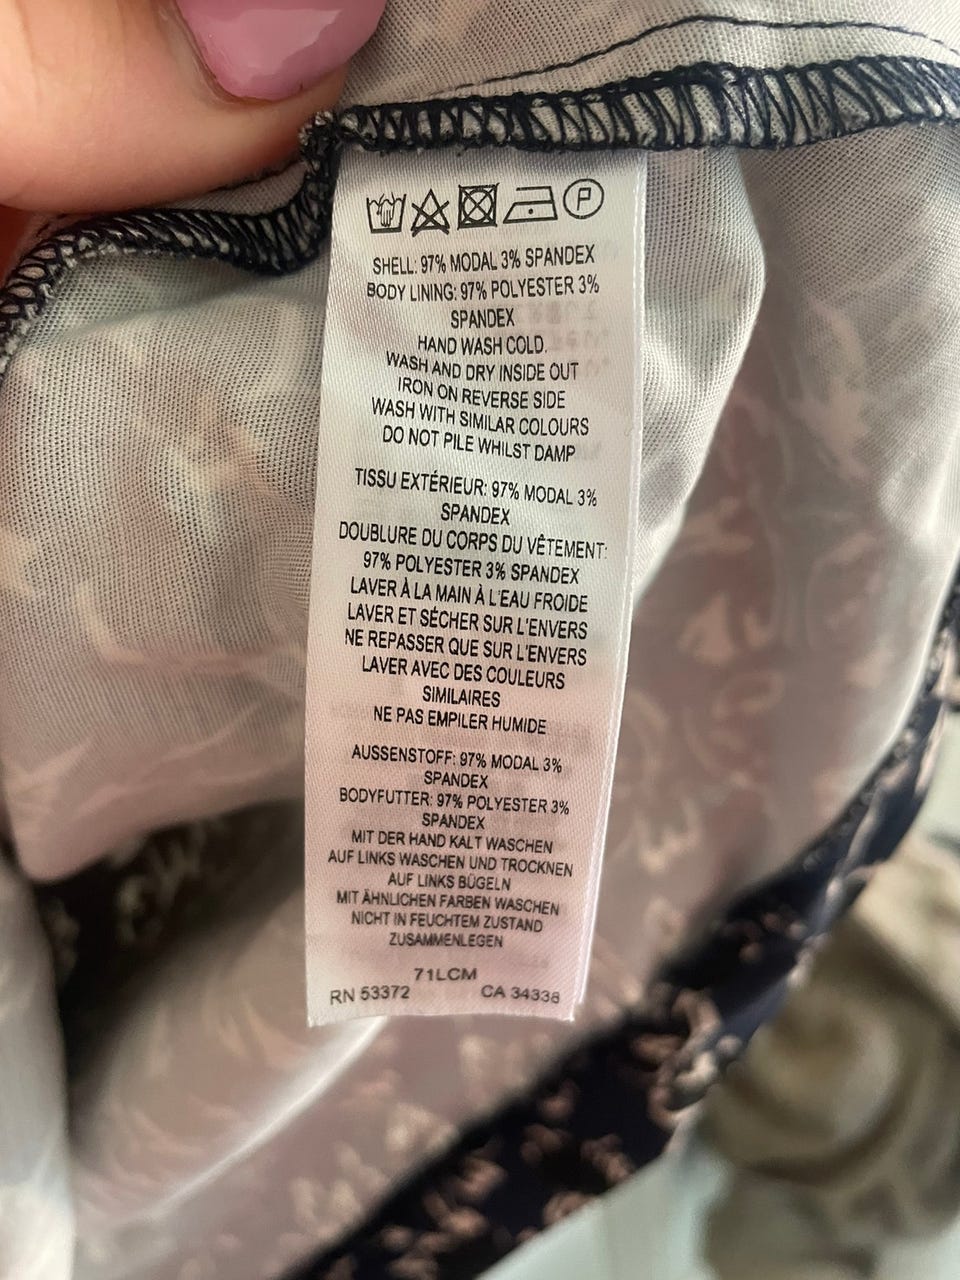 P
SHELL: 97% MODAL 3% SPANDEX
BODY LINING: 97% POLYESTER 3%
SPANDEX
HAND WASH COLD.
WASH AND DRY INSIDE OUT
IRON ON REVERSE SIDE
WASH WITH SIMILAR COLOURS
DO NOT PILE WHILST DAMP
TISSU EXTÉRIEUR: 97% MODAL 3%
SPANDEX
DOUBLURE DU CORPS DU VÊTEMENT:
97% POLYESTER 3% SPANDEX
LAVER À LA MAIN À L'EAU FROIDE
LAVER ET SÉCHER SUR L'ENVERS
NE REPASSER QUE SUR L'ENVERS
LAVER AVEC DES COULEURS
SIMILAIRES
NE PAS EMPILER HUMIDE
AUSSENSTOFF: 97% MODAL 3%
SPANDEX
BODYFUTTER: 97% POLYESTER 3%
SPANDEX
MIT DER HAND KALT WASCHEN
AUF LINKS WASCHEN UND TROCKNEN
AUF LINKS BÜGELN
MIT ÄHNLICHEN FARBEN WASCHEN
NICHT IN FEUCHTEM ZUSTAND
ZUSAMMENLEGEN
71LCM
RN 53372 CA 34338